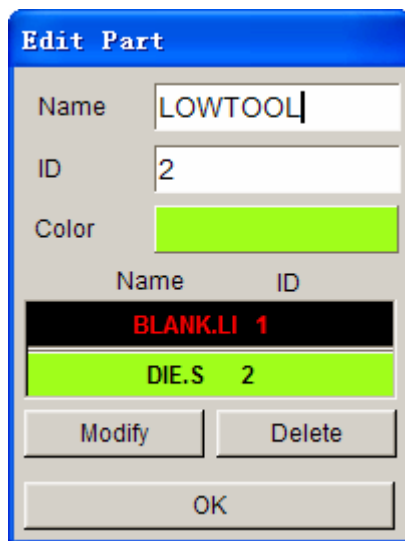 Edit Part
Name LOWTOOL
ID 2
Color
Name ID
BLANK.LI 1
DIE.S 2
Modify Delete
OK